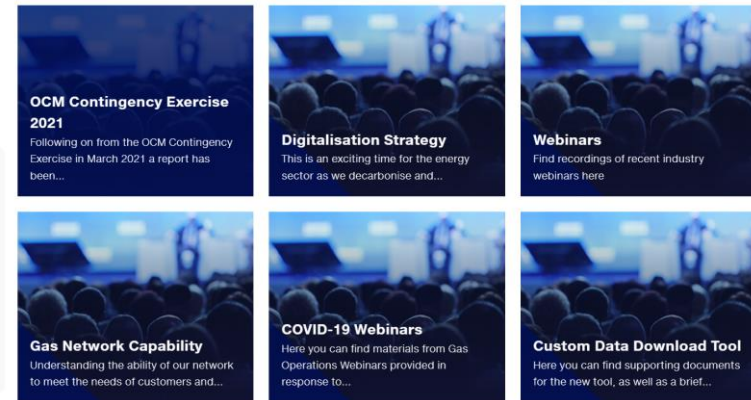 OCM Contingency Exercise
2021
Following on from the OCM Contingency
Exercise in March 2021 a report has
been...
Digitalisation Strategy
This is an exciting time for the energy
sector as we decarbonise and...
Webinars
Find recordings of recent industry
webinars here
Gas Network Capability
Understanding the ability of our network
to meet the needs of customers and...
COVID-19 Webinars
Here you can find materials from Gas
Operations Webinars provided in
response to...
Custom Data Download Tool
Here you can find supporting documents
for the new tool, as well as a brief...